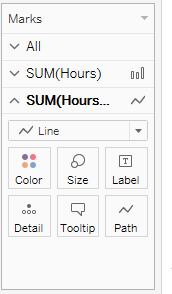 Marks
All
SUM(Hours)
SUM(Hours...
Line
Color Size Label
T
Detail Tooltip Path